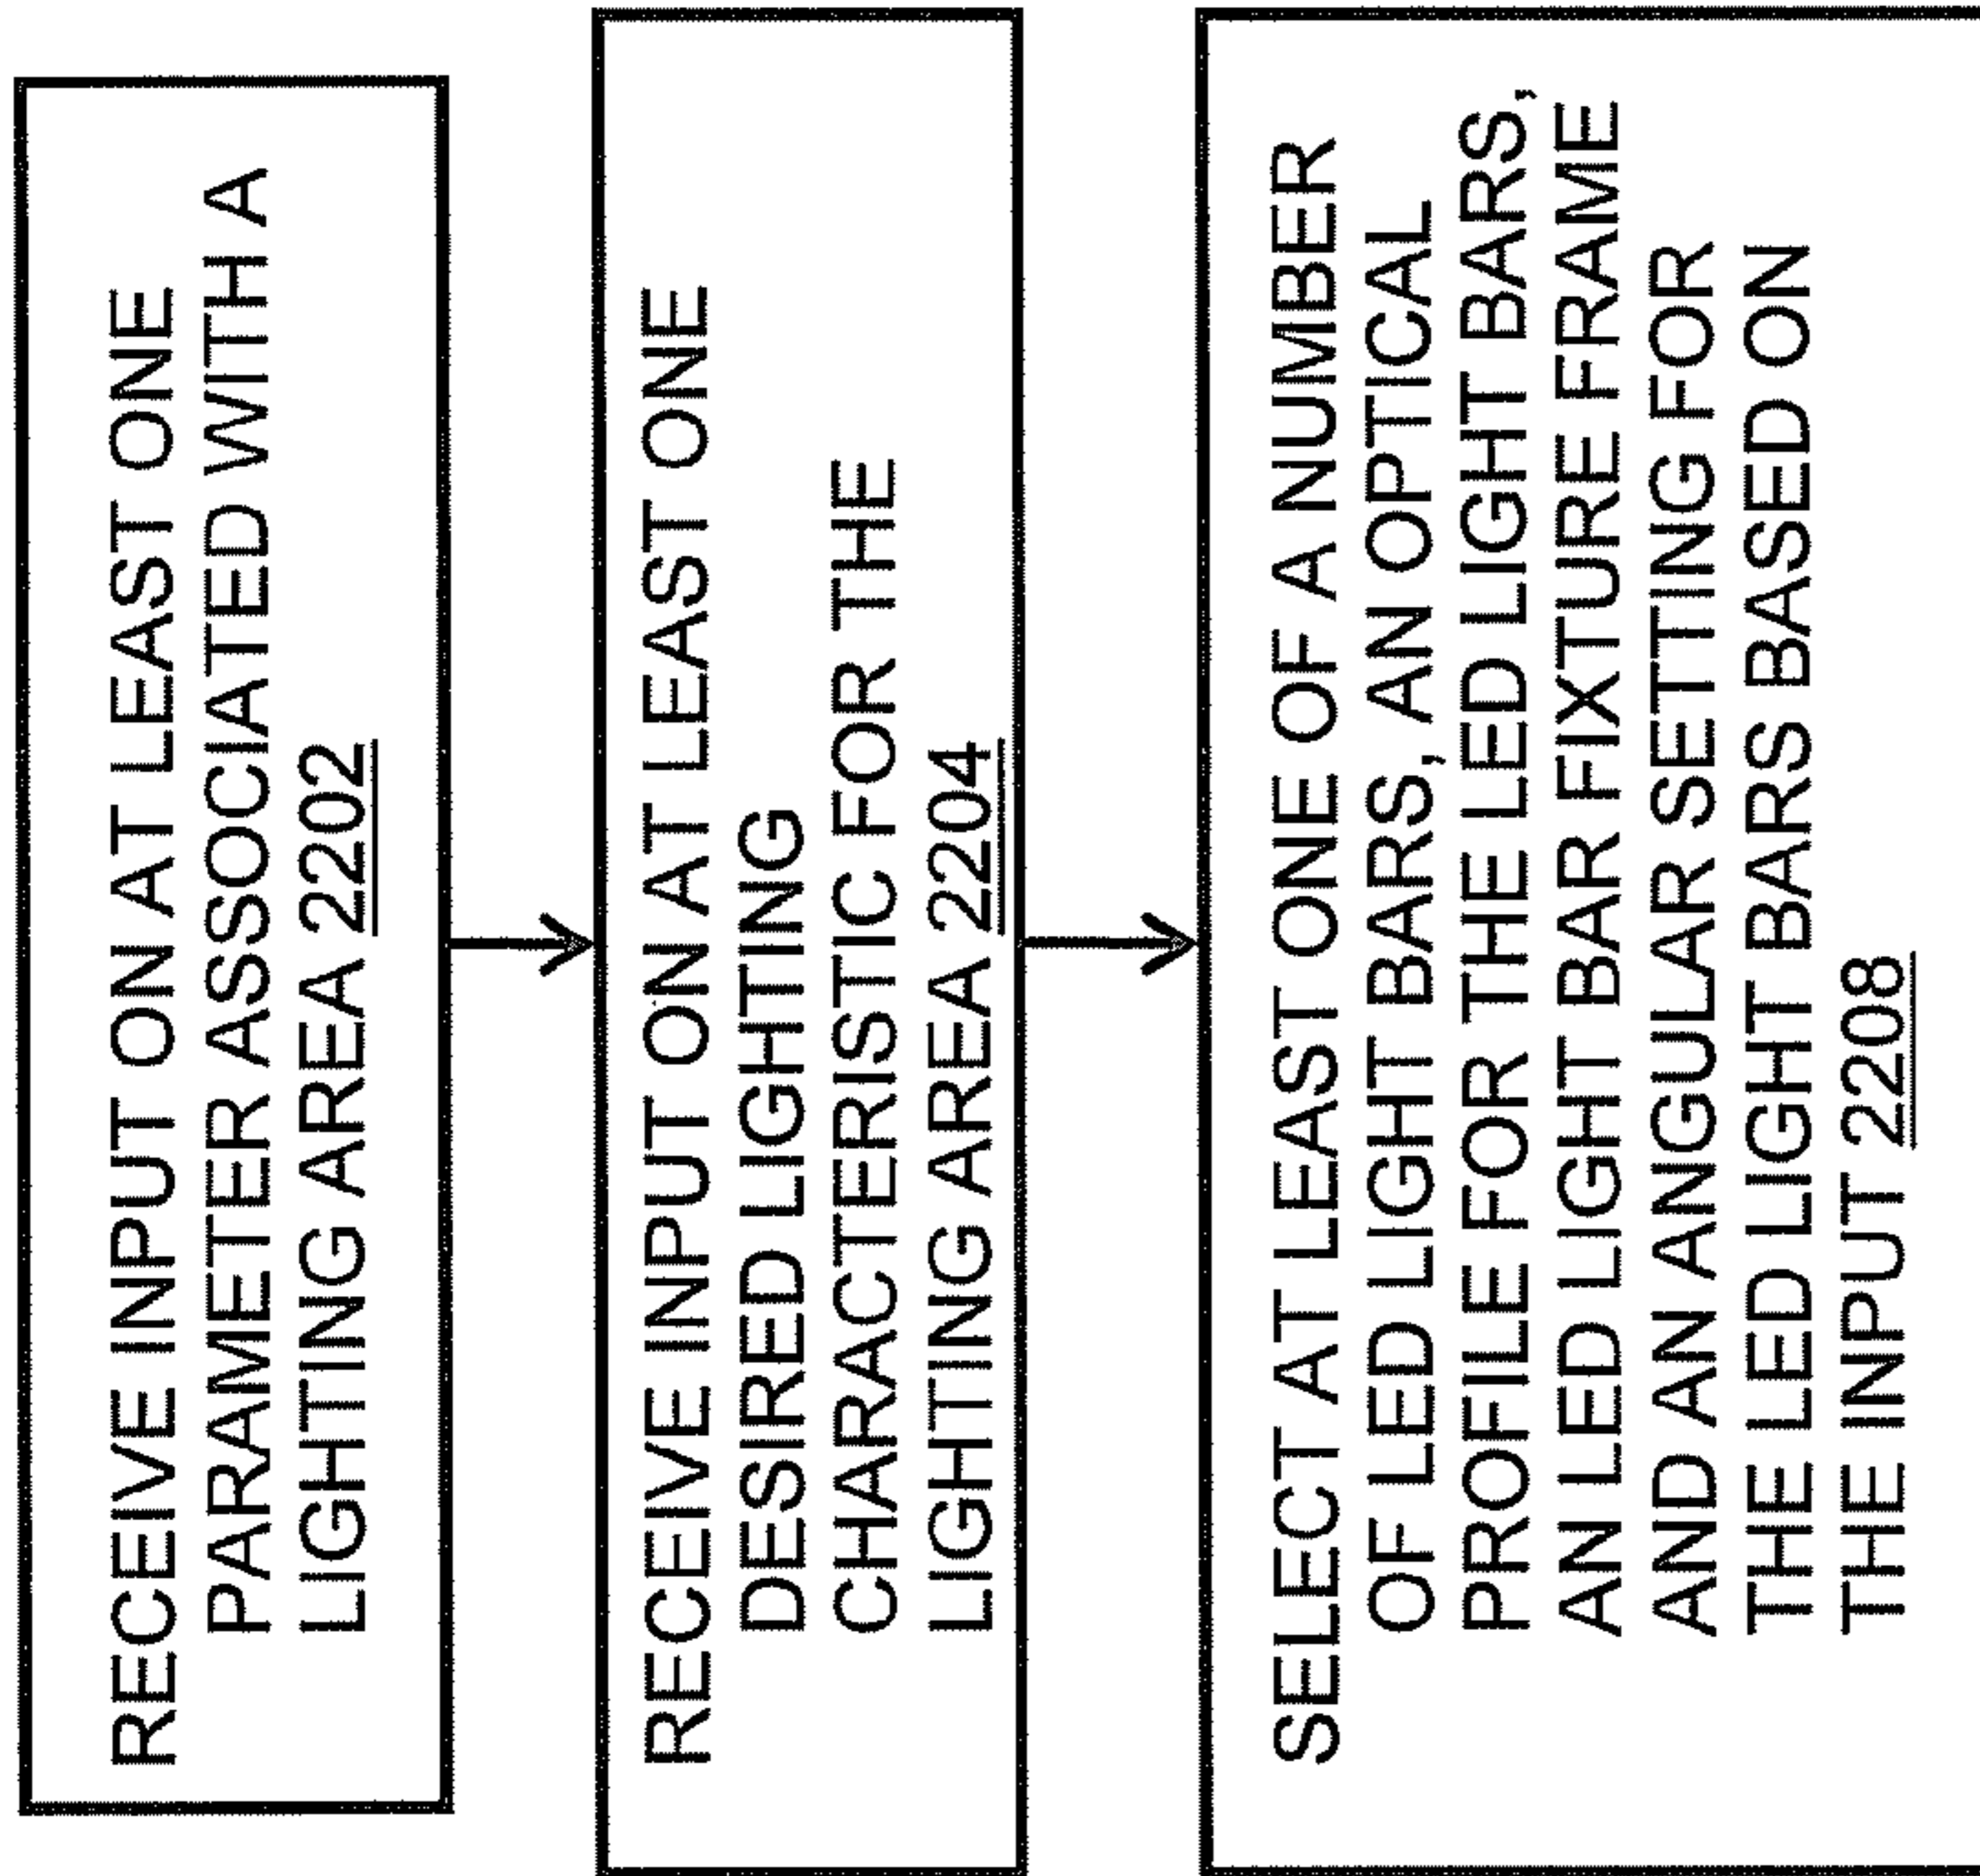 RECEIVE INPUT ON AT LEAST ONE
PARAMETER ASSOCIATED WITH A
LIGHTING AREA 2202
RECEIVE INPUT ON AT LEAST ONE
DESIRED LIGHTING
CHARACTERISTIC FOR THE
LIGHTING AREA 2204
SELECT AT LEAST ONE OF A NUMBER
OF LED LIGHT BARS, AN OPTICAL
PROFILE FOR THE LED LIGHT BARS,
AN LED LIGHT BAR FIXTURE FRAME
AND AN ANGULAR SETTING FOR
THE LED LIGHT BARS BASED ON
THE INPUT 2208